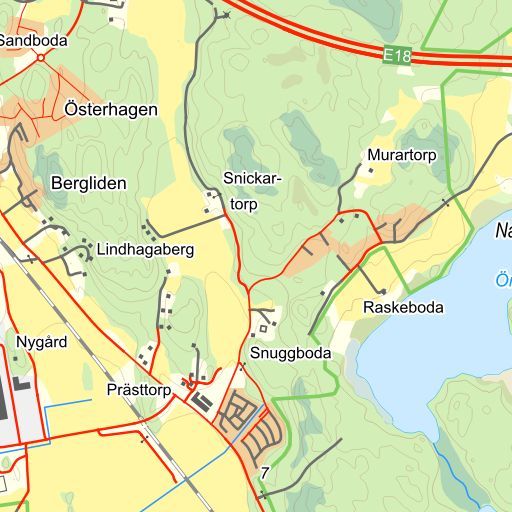 Sandboda
E18
Österhagen
Murartorp
Bergliden
Snickar-
torp
Lindhagaberg
Raskeboda
Nygård
Snuggboda
Prästtorp
7